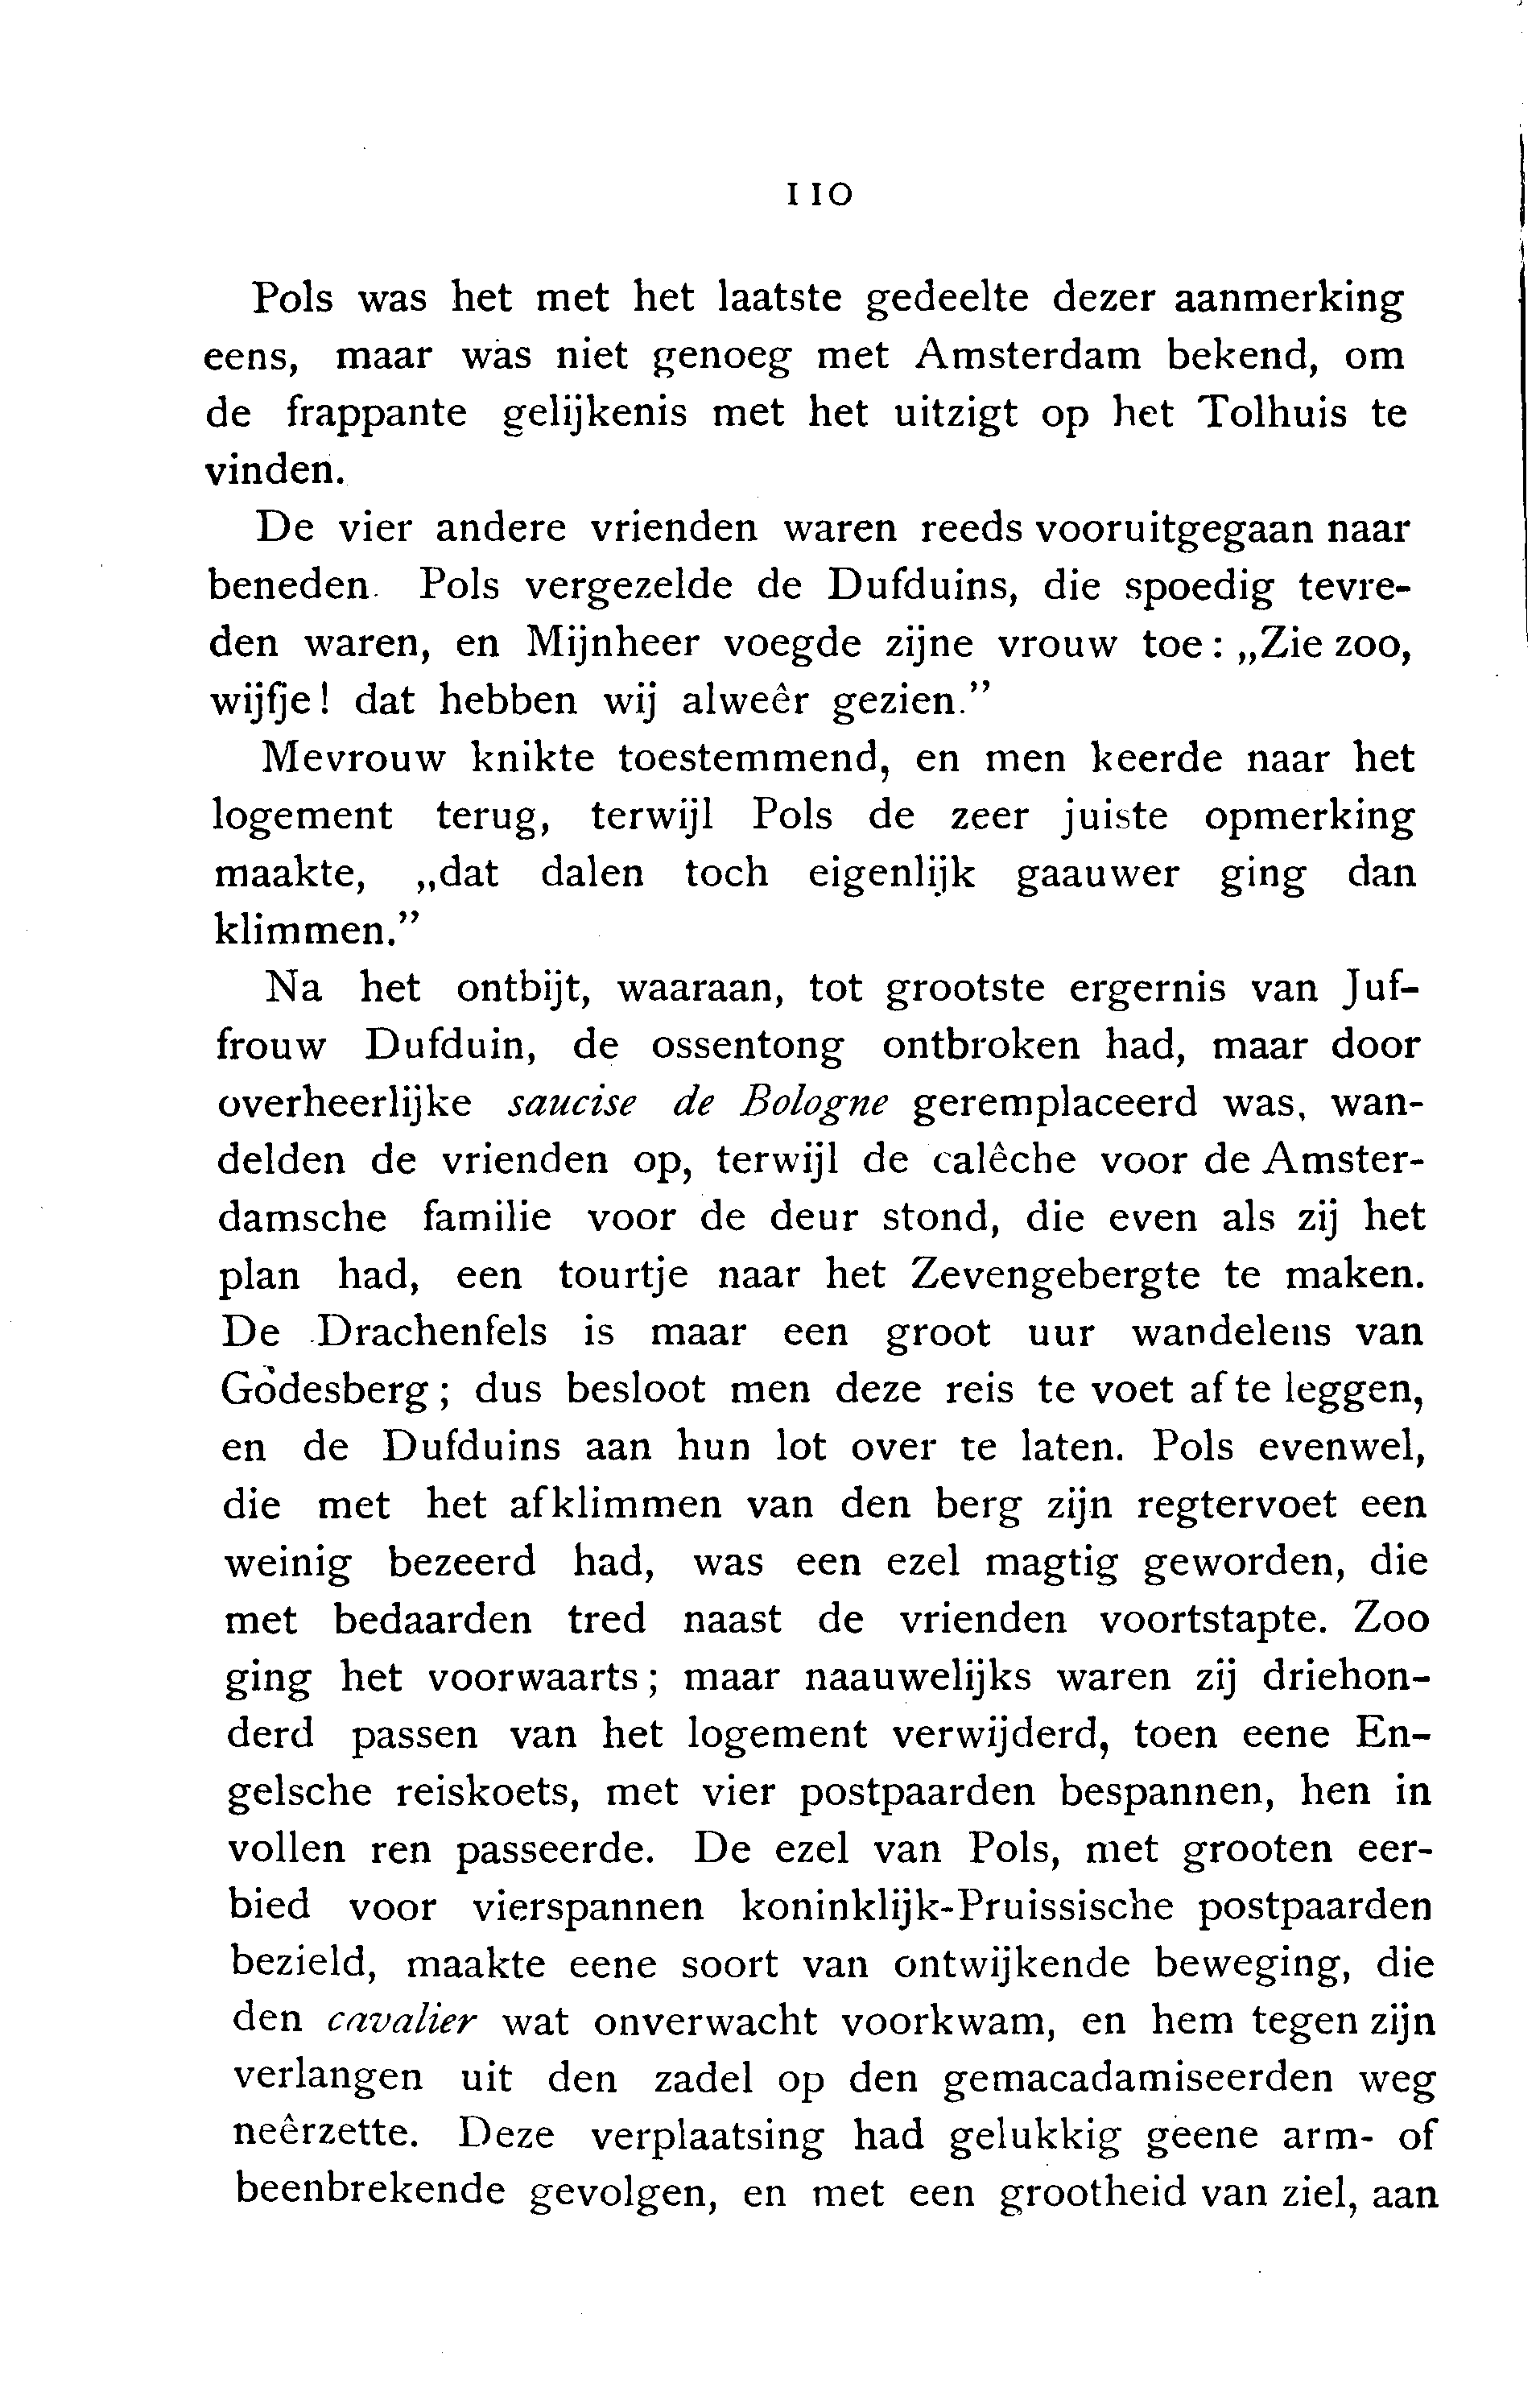 110
Pols was het met het laatste gedeelte dezer aanmerking
eens, maar was niet genoeg met Amsterdam bekend, om
de frappante gelijkenis met het uitzigt op het Tolhuis te
vinden.
De vier andere vrienden waren reeds vooruitgegaan naar
beneden. Pols vergezelde de Dufduins, die spoedig tevre-
den waren, en Mijnheer voegde zijne vrouw toe: „Zie zoo,
wijfje! dat hebben wij alweêr gezien.”
Mevrouw knikte toestemmend, en men keerde naar het
logement terug, terwijl Pols de zeer juiste opmerking
maakte, „dat dalen toch eigenlijk gaauwer ging dan
klimmen.”
Na het ontbijt, waaraan, tot grootste ergernis van Juf-
frouw Dufduin, de ossentong ontbroken had, maar door
overheerlijke saucise de Bologne geremplaceerd was, wan-
delden de vrienden op, terwijl de calêche voor de Amster-
damsche familie voor de deur stond, die even als zij het
plan had, een tourtje naar het Zevengebergte te maken.
De Drachenfels is maar een groot uur wandelens van
Godesberg; dus besloot men deze reis te voet af te leggen,
en de Dufduins aan hun lot over te laten. Pols evenwel,
die met het afklimmen van den berg zijn regtervoet een
weinig bezeerd had, was een ezel magtig geworden, die
met bedaarden tred naast de vrienden voortstapte. Zoo
ging het voorwaarts; maar naauwelijks waren zij driehon-
derd passen van het logement verwijderd, toen eene En-
gelsche reiskoets, met vier postpaarden bespannen, hen in
vollen ren passeerde. De ezel van Pols, met grooten eer-
bied voor vierspannen koninklijk-Pruissische postpaarden
bezield, maakte eene soort van ontwijkende beweging, die
den cavalier wat onverwacht voorkwam, en hem tegen zijn
verlangen uit den zadel op den gemacadamiseerden weg
neêrzette. Deze verplaatsing had gelukkig geene arm- of
beenbrekende gevolgen, en met een grootheid van ziel, aan